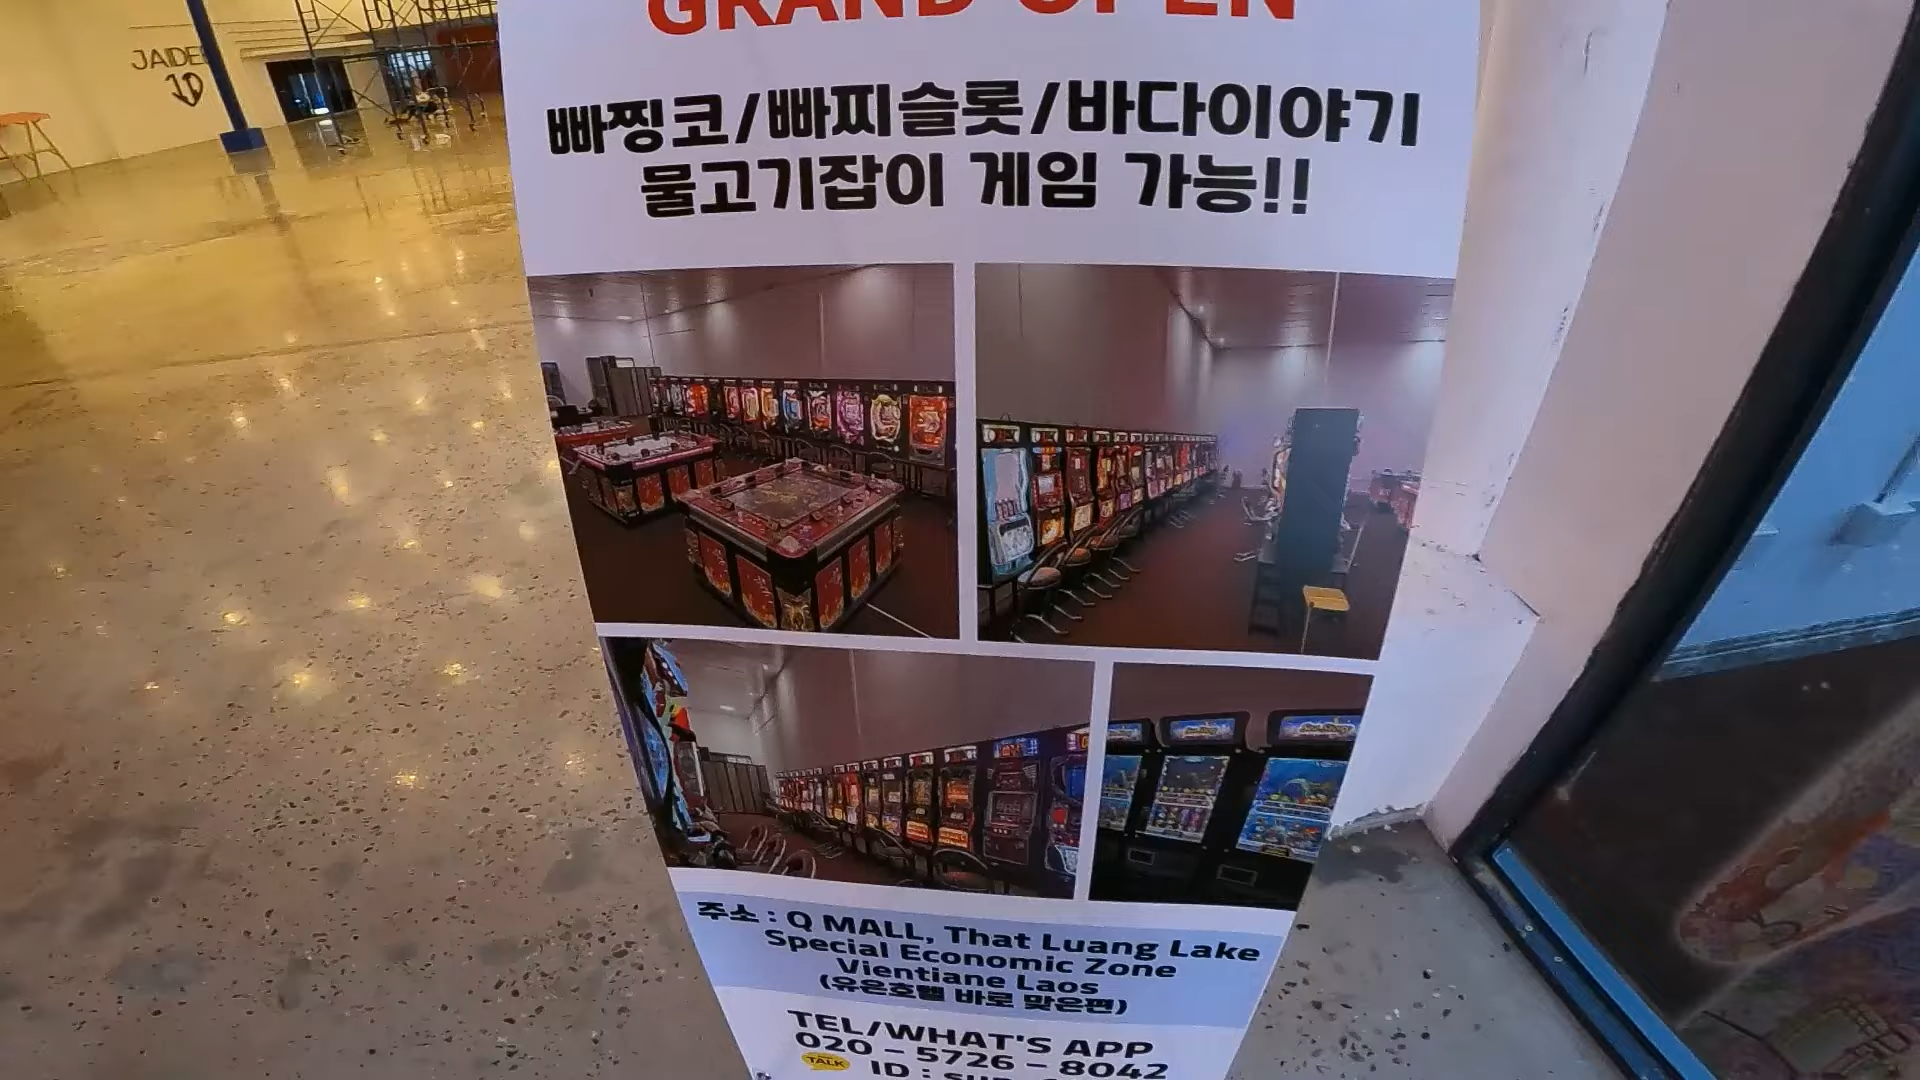 JAIDE
GRAND OPEN
빠찡코/빠찌슬롯/바다이야기
물고기잡이 게임 가능!!
주소 : Q MALL, That Luang Lake
Special Economic Zone
Vientiane Laos
(유은호텔 바로 맞은편)
TEL/WHAT'S APP
020 - 5726 - 8042
TALK
ID :